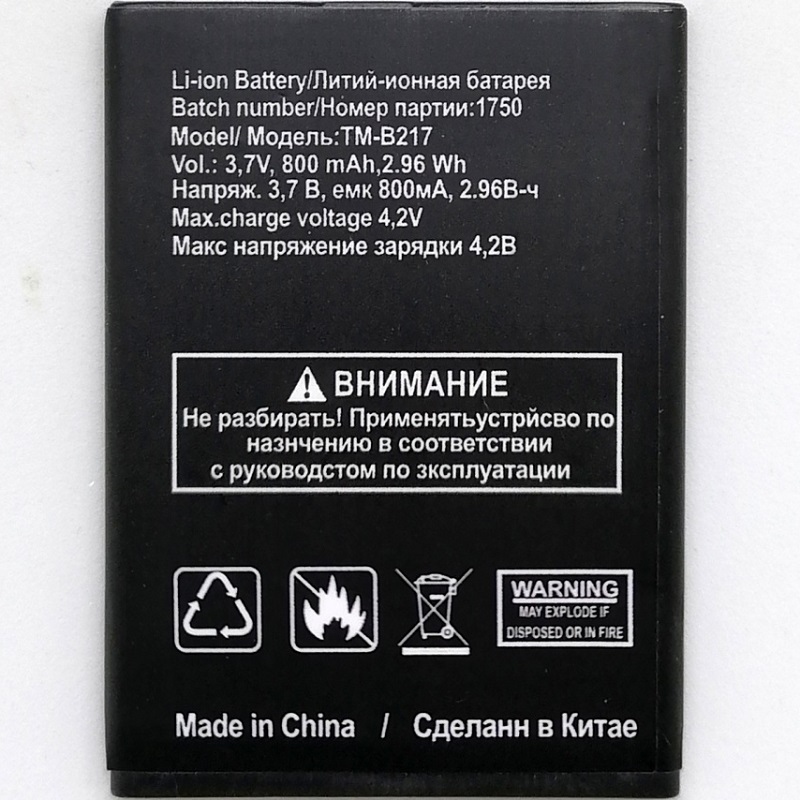 Li-ion Battery/Литий-ионная батарея
Batch number/Номер партии:1750
Model/ Модель:TM-B217
Vol.: 3,7V, 800 mAh,2.96 Wh
Напряж. 3,7 В, емк 800мА, 2.96В-ч
Max.charge voltage 4,2V
Макс напряжение зарядки 4,2В
ВНИМАНИЕ
Не разбирать! Применятьустрйсво по
назнчению в соответствии
с руководстом по зксплуатации
WARNING
MAY EXPLODE IF
DISPOSED OR IN FIRE
Made in China / Сделанн в Китае